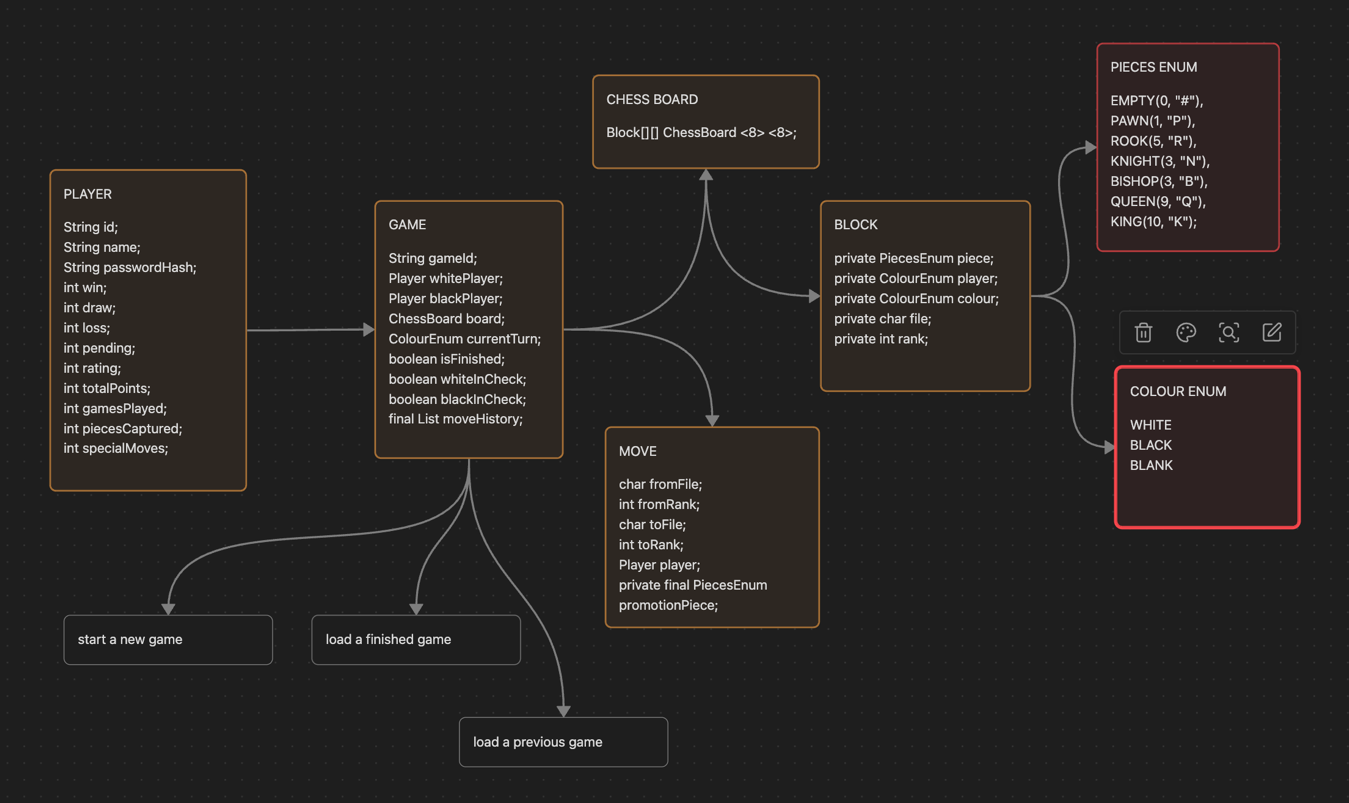 PLAYER
String id;
String name;
String passwordHash;
int win;
int draw;
int loss;
int pending;
int rating;
int totalPoints;
int gamesPlayed;
int piecesCaptured;
int specialMoves;
GAME
String gameId;
Player whitePlayer;
Player blackPlayer;
ChessBoard board;
ColourEnum currentTurn;
boolean isFinished;
boolean whiteInCheck;
boolean blackInCheck;
final List moveHistory;
CHESS BOARD
Block[][] ChessBoard <8> <8>;
BLOCK
private PiecesEnum piece;
private ColourEnum player;
private ColourEnum colour;
private char file;
private int rank;
PIECES ENUM
EMPTY(0, "#"),
PAWN(1, "P"),
ROOK(5, "R"),
KNIGHT(3, "N"),
BISHOP(3, "B"),
QUEEN(9, "Q"),
KING(10, "K");
COLOUR ENUM
WHITE
BLACK
BLANK
MOVE
char fromFile;
int fromRank;
char toFile;
int toRank;
Player player;
private final PiecesEnum
promotionPiece;
start a new game
load a finished game
load a previous game